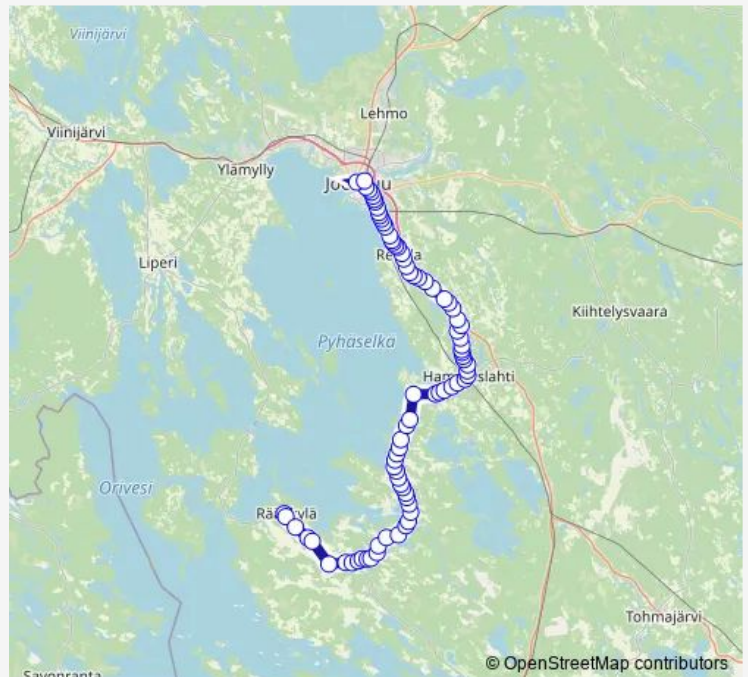 Viinijärvi
Lehmo
Viinijärvi
Ylämylly
Liperi
Kiihtelysvaara
Pyhäselkä
Orivesi
Tohmajärvi
© OpenStreetMap contributors